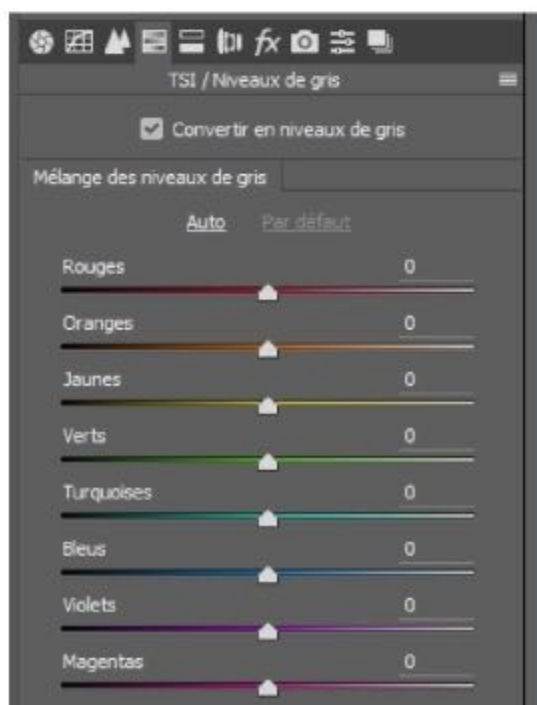 fx
TSI / Niveaux de gris
Convertir en niveaux de gris
Mélange des niveaux de gris
Auto Par défaut
Rouges 0
Oranges 0
Jaunes 0
Verts 0
Turquoises 0
Bleus 0
Violets 0
Magentas 0